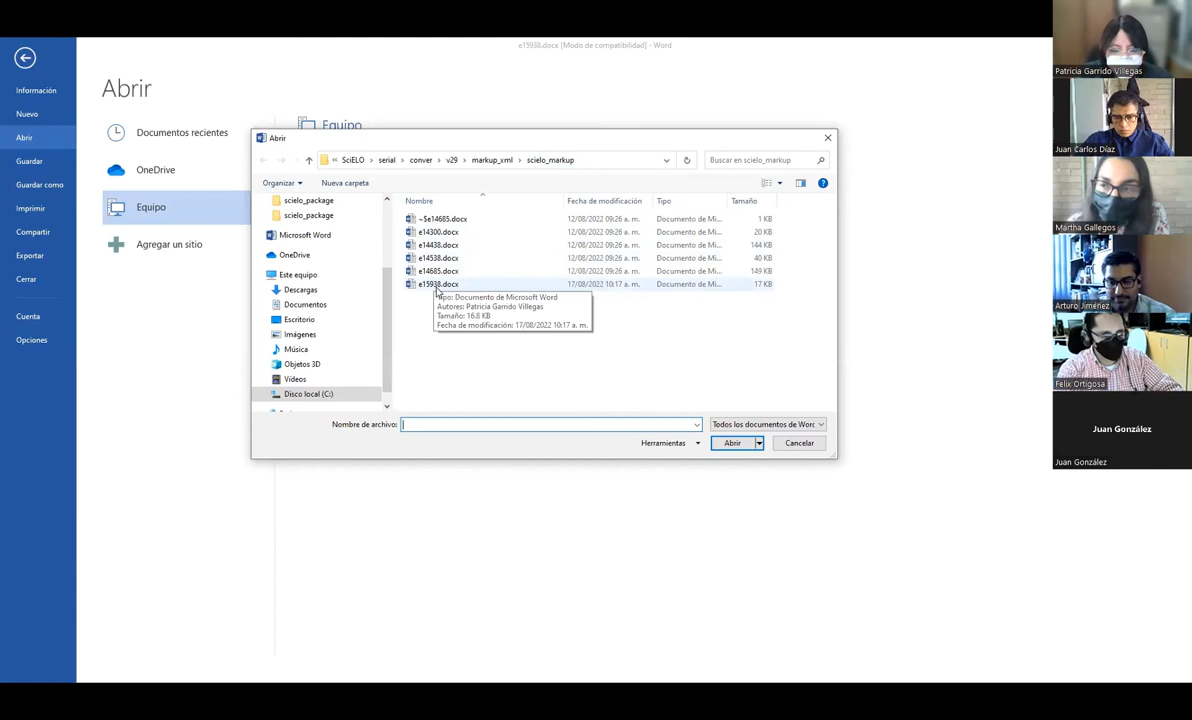 e15938.docx [Modo de compatibilidad] - Word
Información
Nuevo
Abrir
Guardar
Guardar como
Imprimir
Compartir
Exportar
Cerrar
Cuenta
Opciones
Abrir
Documentos recientes
OneDrive
Equipo
Agregar un sitio
Equipo
Abrir
« SciELO > serial > conver > v29 > markup_xml > scielo_markup
Buscar en scielo_markup
Organizar
Nueva carpeta
scielo_package
scielo_package
Microsoft Word
OneDrive
Este equipo
Descargas
Documentos
Escritorio
Imágenes
Música
Objetos 3D
Vídeos
Disco local (C:)
Nombre Fecha de modificación Tipo Tamaño
~5e14685.docx 12/08/2022 09:26 a. m. Documento de Mi... 1 KB
e14300.docx 12/08/2022 09:26 a. m. Documento de Mi... 20 KB
e14438.docx 12/08/2022 09:26 a. m. Documento de Mi... 144 KB
e14538.docx 12/08/2022 09:26 a. m. Documento de Mi... 40 KB
e14685.docx 12/08/2022 09:26 a. m. Documento de Mi... 149 KB
e15938.docx 17/08/2022 10:17 a. m. Documento de Mi... 17 KB
Tipo: Documento de Microsoft Word
Autores: Patricia Garrido Villegas
Tamaño: 16.8 KB
Fecha de modificación: 17/08/2022 10:17 a. m.
Nombre de archivo:
Todos los documentos de Word
Herramientas
Abrir
Cancelar
Patricia Garrido Villegas
Juan Carlos Díaz
Martha Gallegos
Arturo Jiménez
Felix Ortigosa
Juan González
Juan González